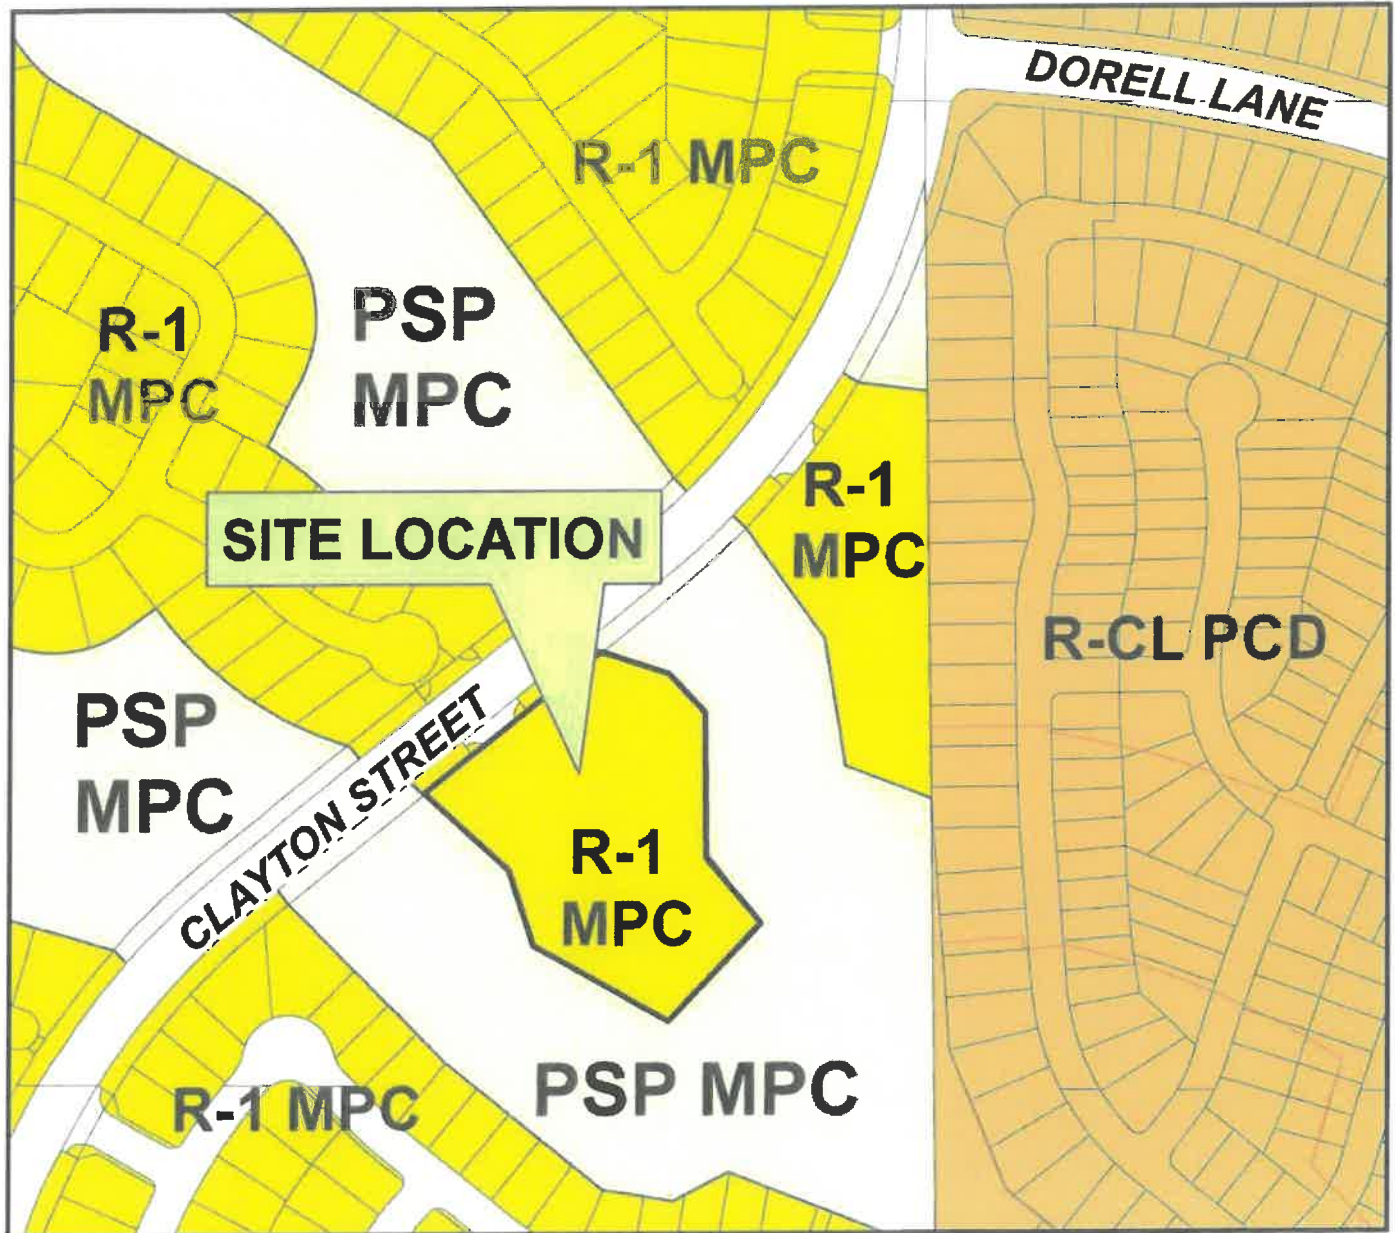 DORELL LANE
R-1 MPC
PSP
MPC
R-1
MPC
R-1
MPC
SITE LOCATION
R-CL PCD
PSP
MPC
CLAYTON STREET
R-1
MPC
PSP MPC
R-1 MPC